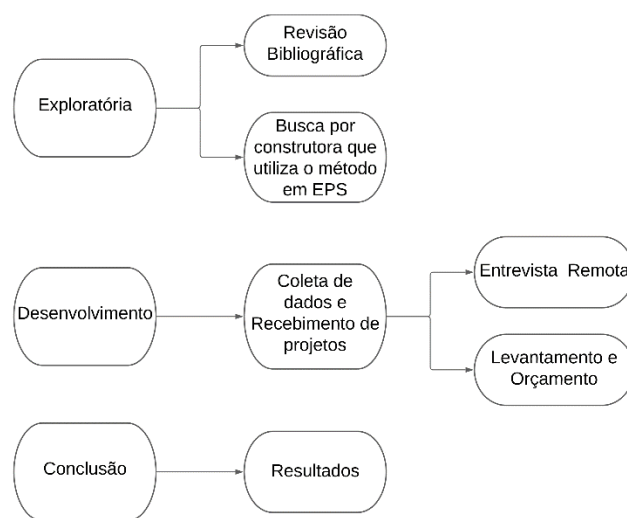 Revisão
Bibliográfica
Exploratória
Busca por
construtora que
utiliza o método
em EPS
Desenvolvimento
Coleta de
dados e
Recebimento de
projetos
Entrevista Remota
Levantamento e
Orçamento
Conclusão
Resultados